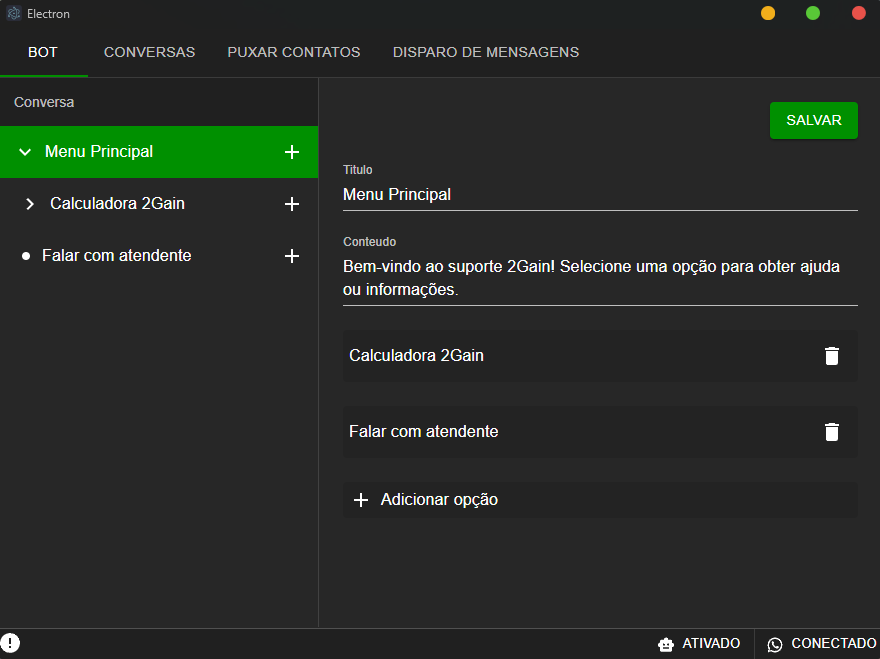 Electron
BOT
CONVERSAS
PUXAR CONTATOS
DISPARO DE MENSAGENS
Conversa
Menu Principal
Calculadora 2Gain
Falar com atendente
SALVAR
Titulo
Menu Principal
Conteudo
Bem-vindo ao suporte 2Gain! Selecione uma opção para obter ajuda
ou informações.
Calculadora 2Gain
Falar com atendente
Adicionar opção
ATIVADO
CONECTADO